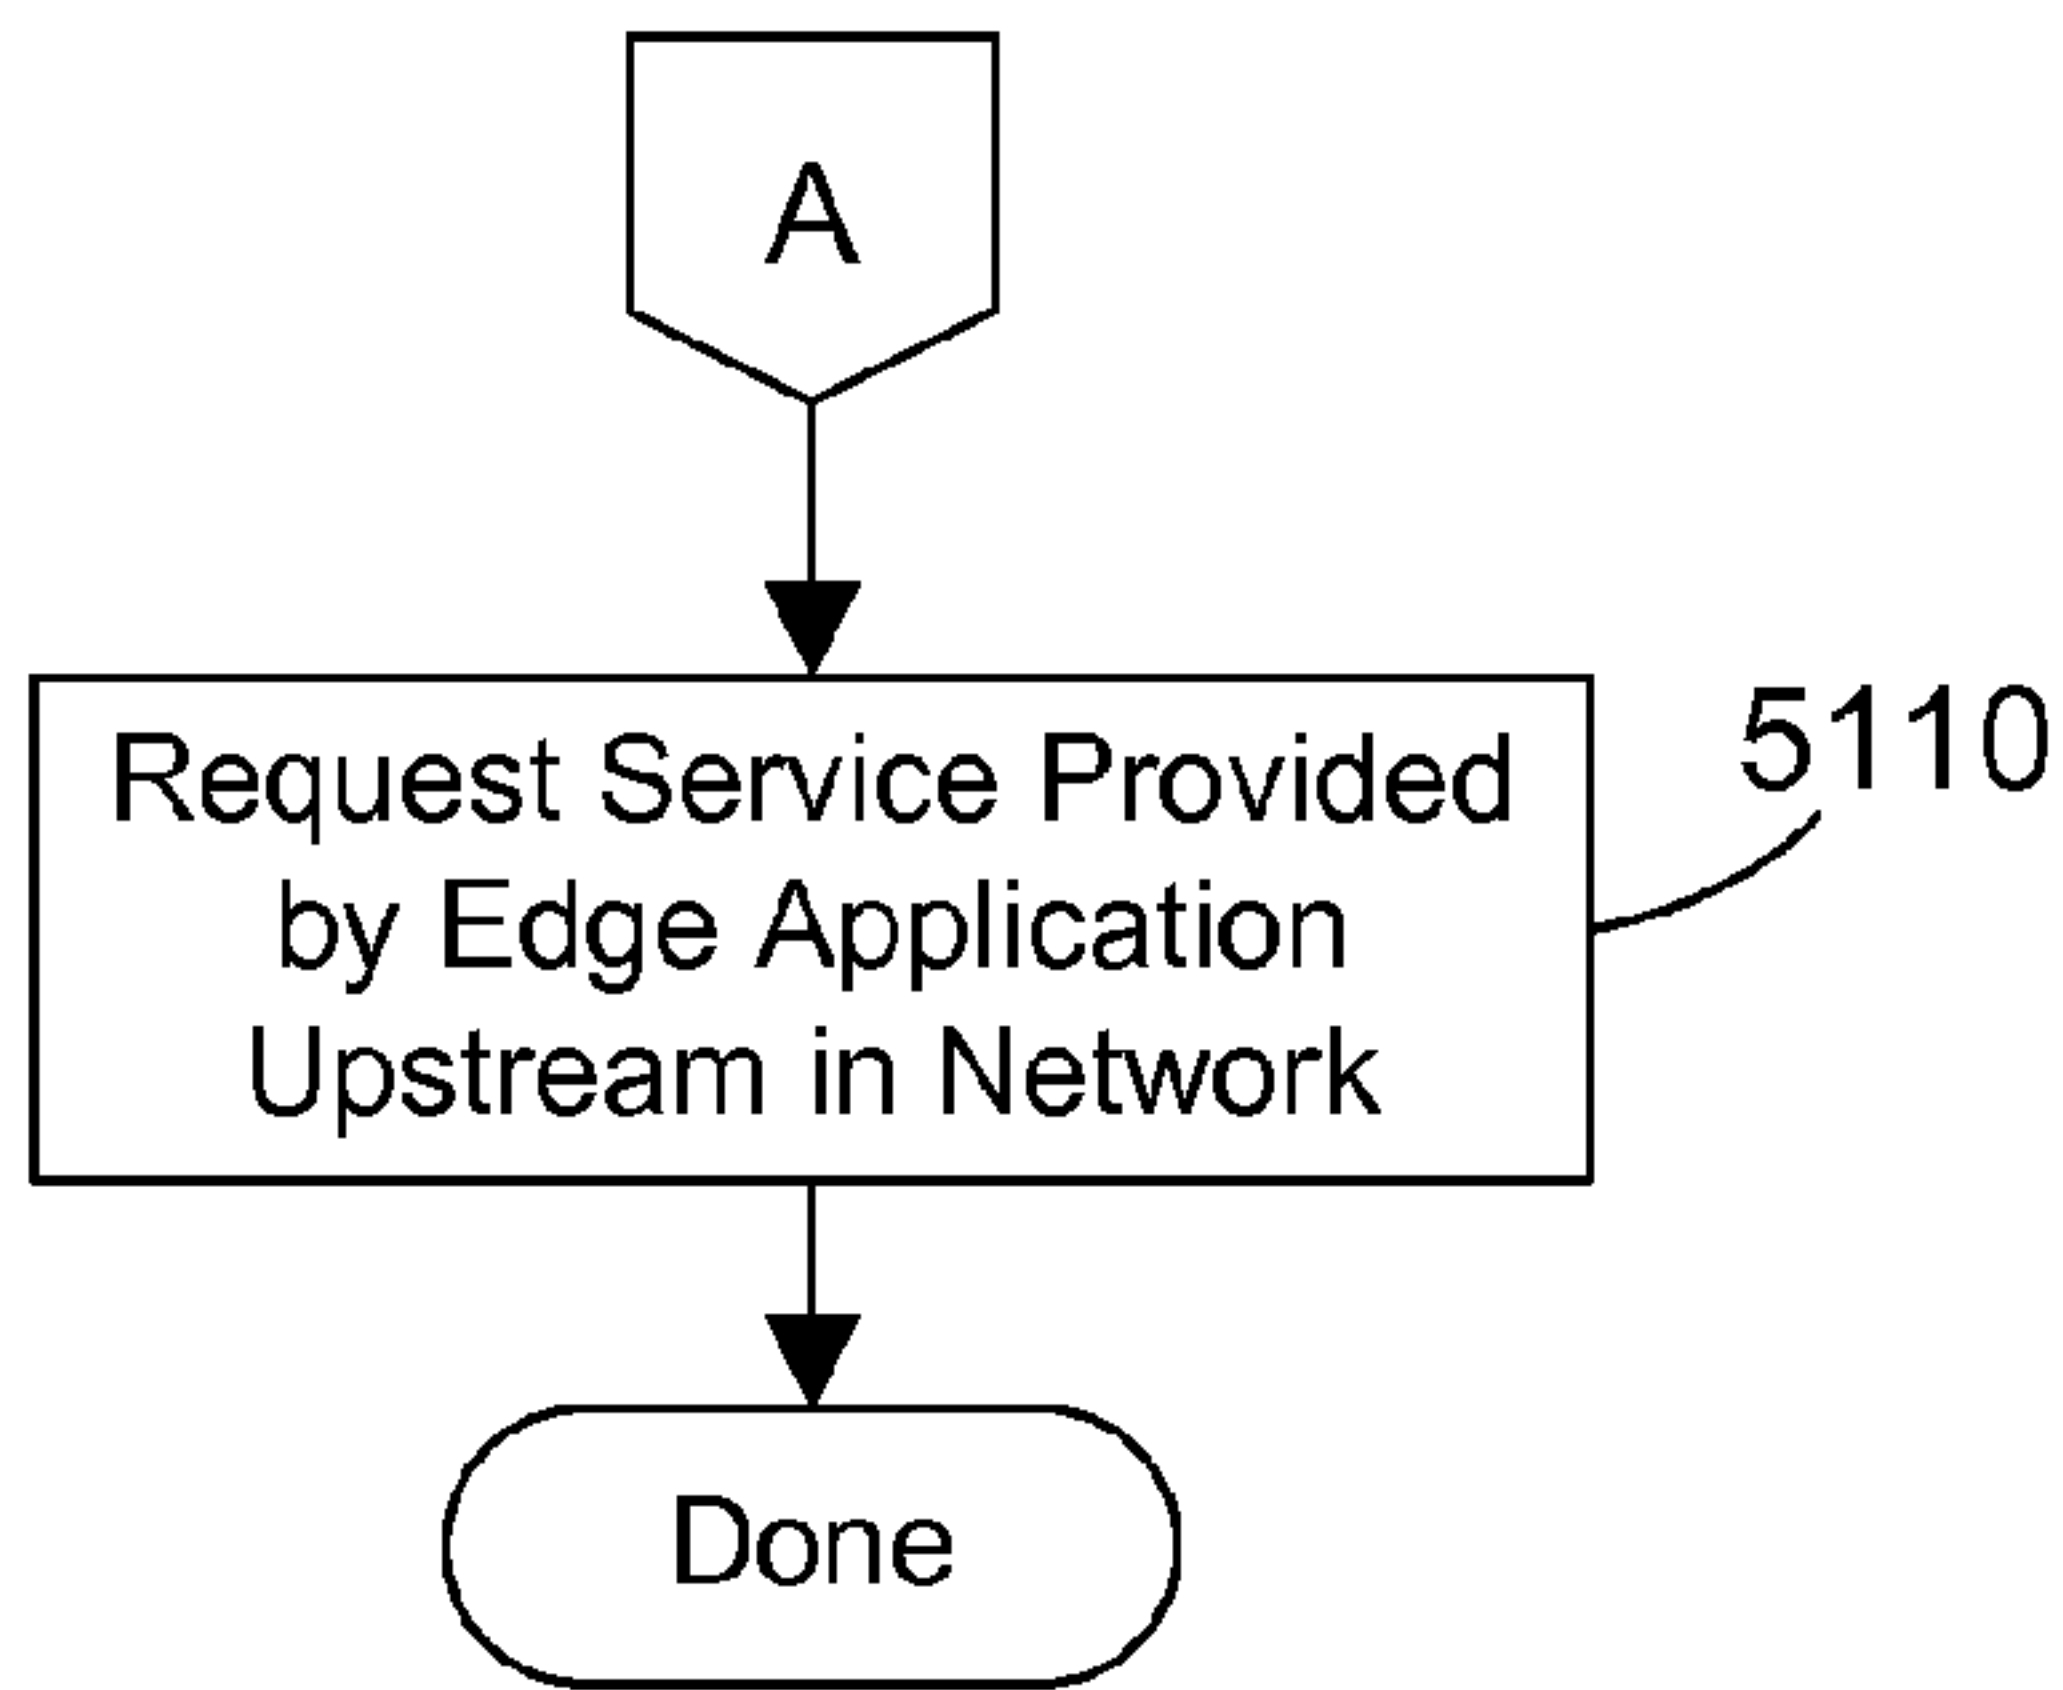 A
Request Service Provided
by Edge Application
Upstream in Network
5110
Done